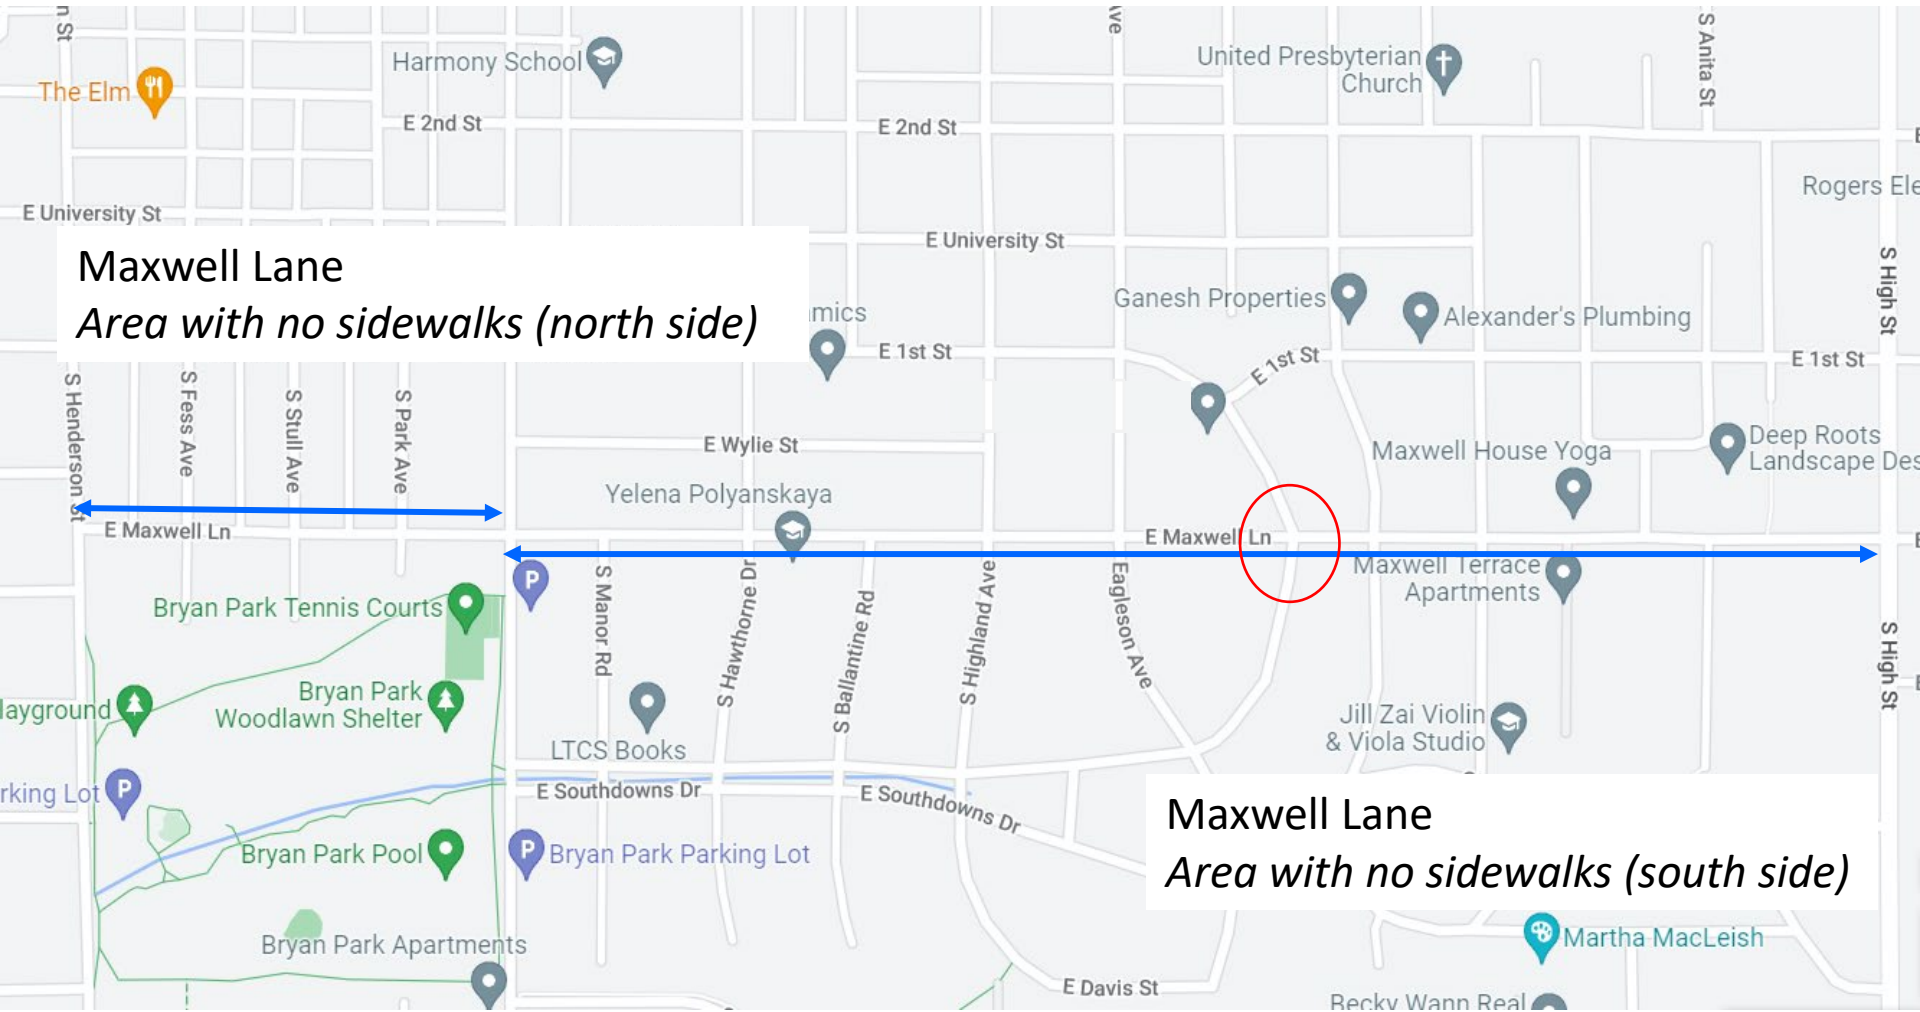 n St
ve
The Elm
Harmony School
United Presbyterian
Church
S Anita St
E 2nd St
E 2nd St
Rogers Ele
E University St
E University St
Maxwell Lane
Area with no sidewalks (north side)
S High St
mics
Ganesh Properties
Alexander's Plumbing
E 1st St
E 1st St
E 1st St
S Henderson St
S Fess Ave
S Stull Ave
S Park Ave
E Wylie St
Maxwell House Yoga
Deep Roots
Landscape Des
Yelena Polyanskaya
E Maxwell Ln
E Maxwell Ln
P
S Manor Rd
S Hawthorne Dr
S Ballantine Rd
S Highland Ave
Eagleson Ave
Maxwell Terrace
Apartments
Bryan Park Tennis Courts
S High St
Bryan Park
Woodlawn Shelter
layground
LTCS Books
Jill Zai Violin
& Viola Studio
rking Lot
P
E Southdowns Dr
E Southdowns Dr
Maxwell Lane
Area with no sidewalks (south side)
Bryan Park Pool
P
Bryan Park Parking Lot
Bryan Park Apartments
Martha MacLeish
E Davis St
Becky Wann Real